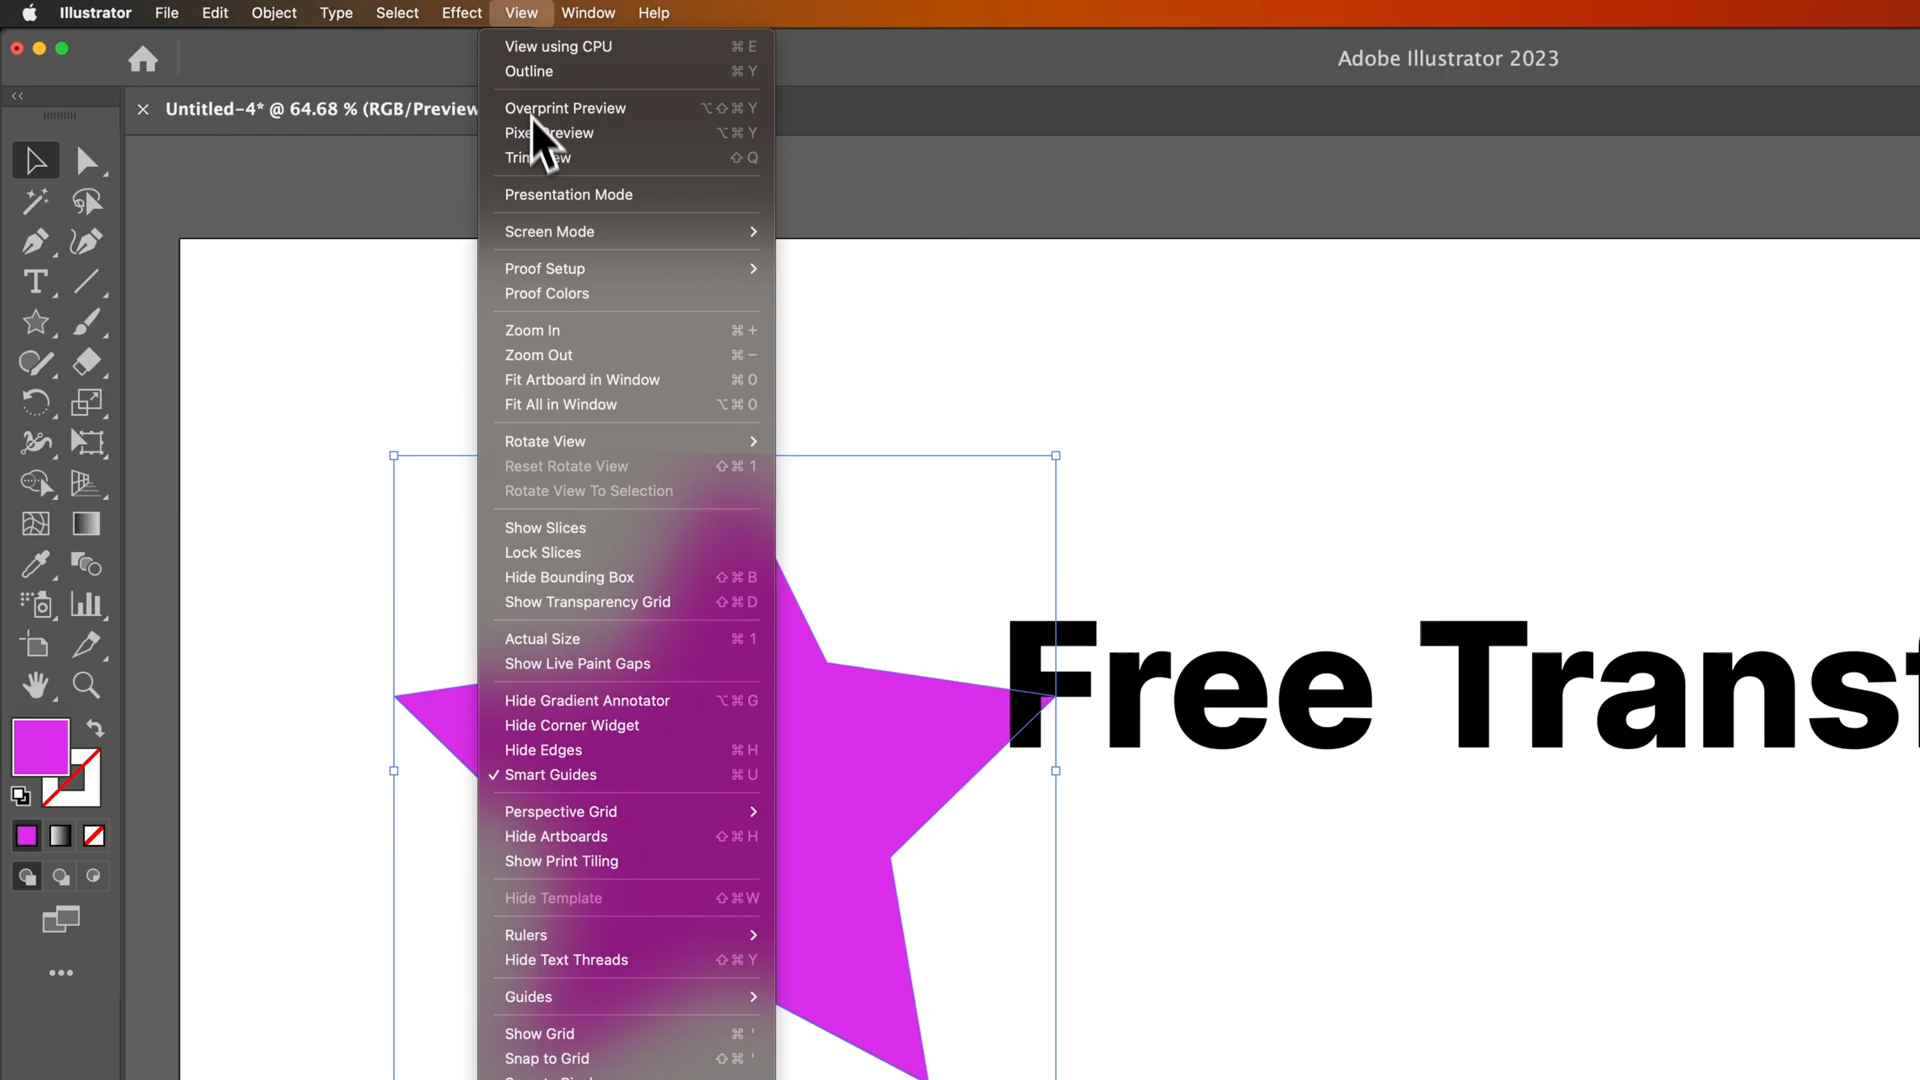 Illustrator File Edit Object Type Select Effect View Window Help
Adobe Illustrator 2023
Untitled-4* @ 64.68 % (RGB/Preview
View using CPU ⌘ E
Outline ⌘ Y
Overprint Preview ⌥⇧⌘ Y
Pixel Preview ⌥⌘ Y
Trim View ⇧ Q
Presentation Mode
Screen Mode
Proof Setup
Proof Colors
Zoom In ⌘ +
Zoom Out ⌘ −
Fit Artboard in Window ⌘ 0
Fit All in Window ⌥⌘ 0
Rotate View
Reset Rotate View ⇧⌘ 1
Rotate View To Selection
Show Slices
Lock Slices
Hide Bounding Box ⇧⌘ B
Show Transparency Grid ⇧⌘ D
Actual Size ⌘ 1
Show Live Paint Gaps
Hide Gradient Annotator ⌥⌘ G
Hide Corner Widget
Hide Edges ⌘ H
✓ Smart Guides ⌘ U
Perspective Grid
Hide Artboards ⇧⌘ H
Show Print Tiling
Hide Template ⇧⌘ W
Rulers
Hide Text Threads ⇧⌘ Y
Guides
Show Grid ⌘ '
Snap to Grid ⇧⌘ '
Free Transf